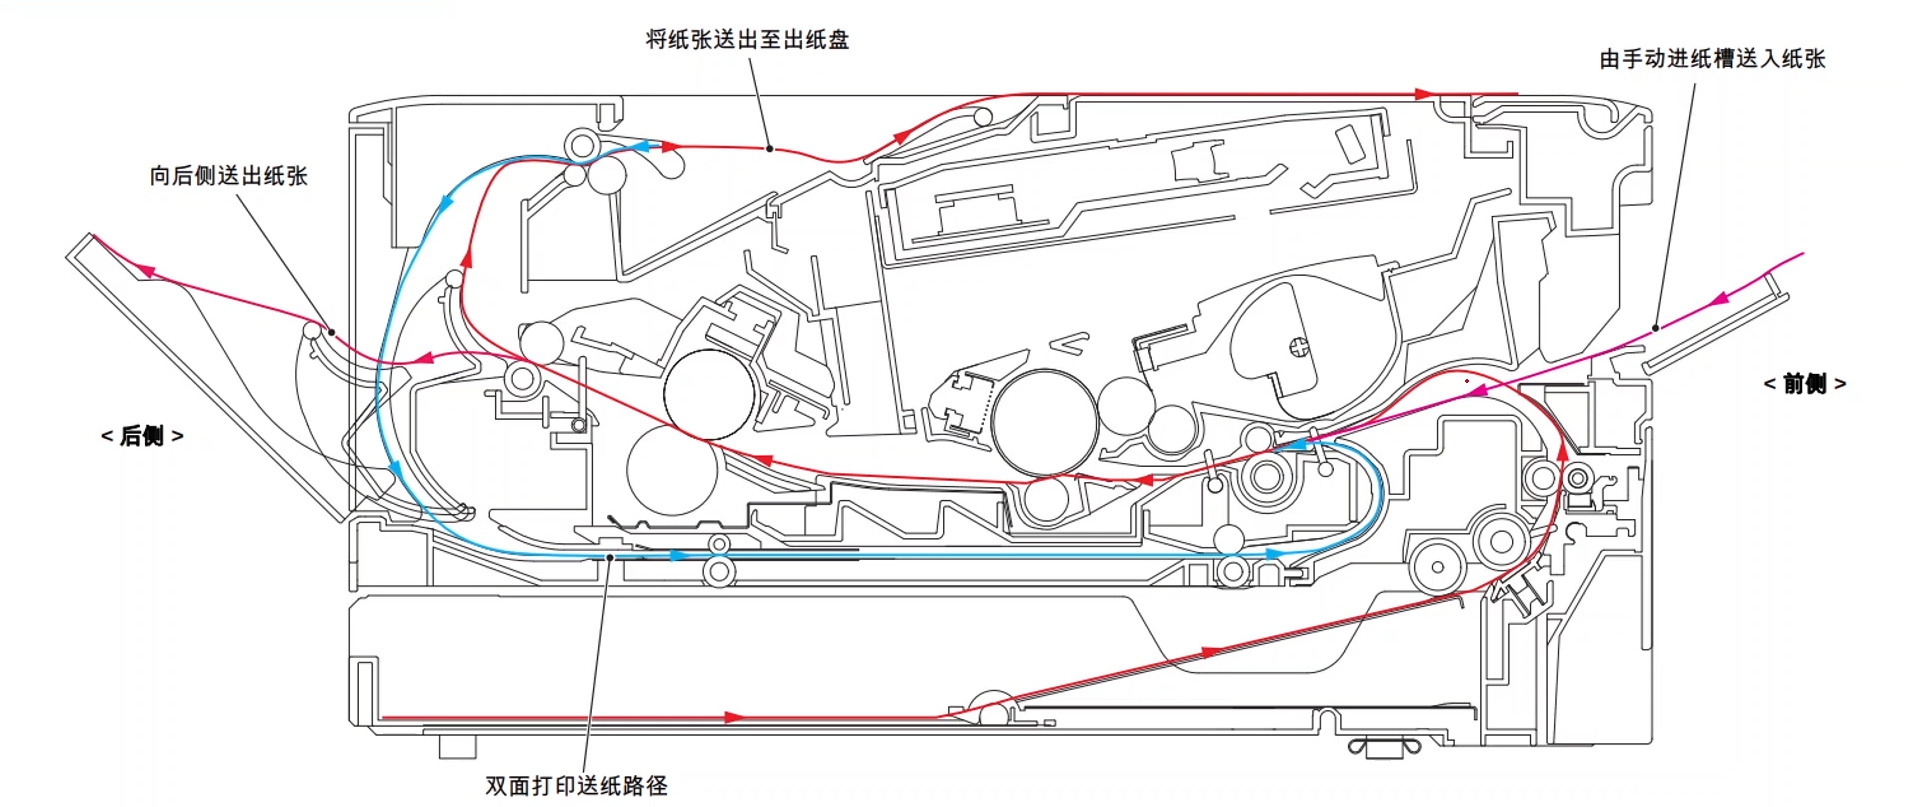 将纸张送出至出纸盘
由手动进纸槽送入纸张
向后侧送出纸张
< 前侧 >
< 后侧 >
双面打印送纸路径